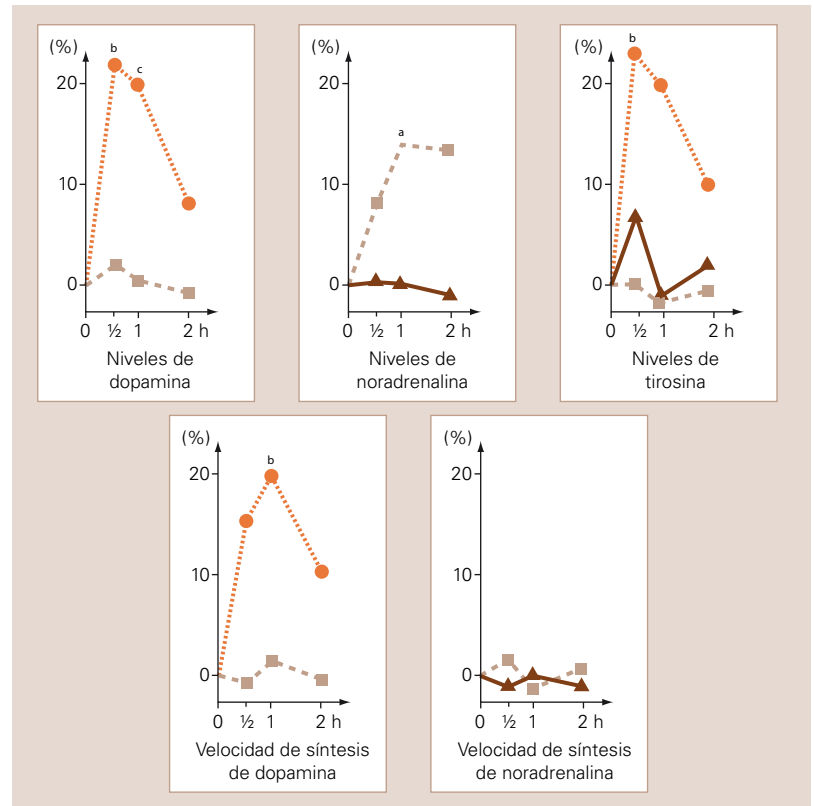 (%)
b
c
20
10
0
0 ½ 1 2 h
Niveles de
dopamina
(%)
a
20
10
0
0 ½ 1 2 h
Niveles de
noradrenalina
(%)
b
20
10
0
0 ½ 1 2 h
Niveles de
tirosina
(%)
b
20
10
0
0 ½ 1 2 h
Velocidad de síntesis
de dopamina
(%)
20
10
0
0 ½ 1 2 h
Velocidad de síntesis
de noradrenalina